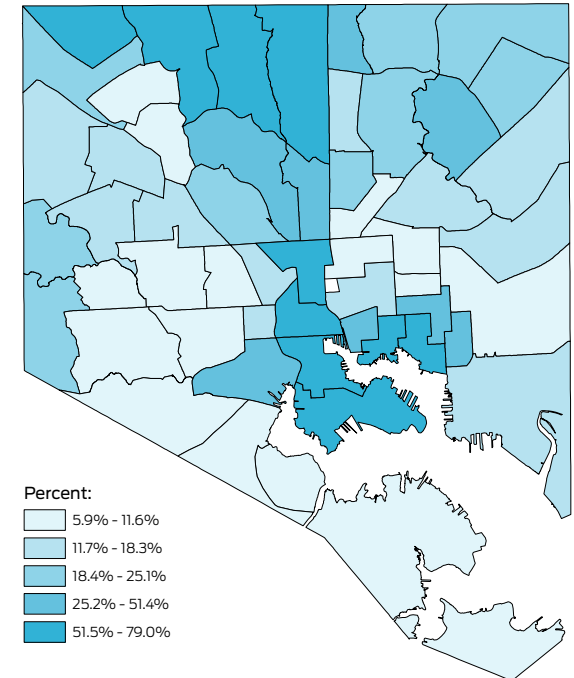 Percent:
5.9% - 11.6%
11.7% - 18.3%
18.4% - 25.1%
25.2% - 51.4%
51.5% - 79.0%